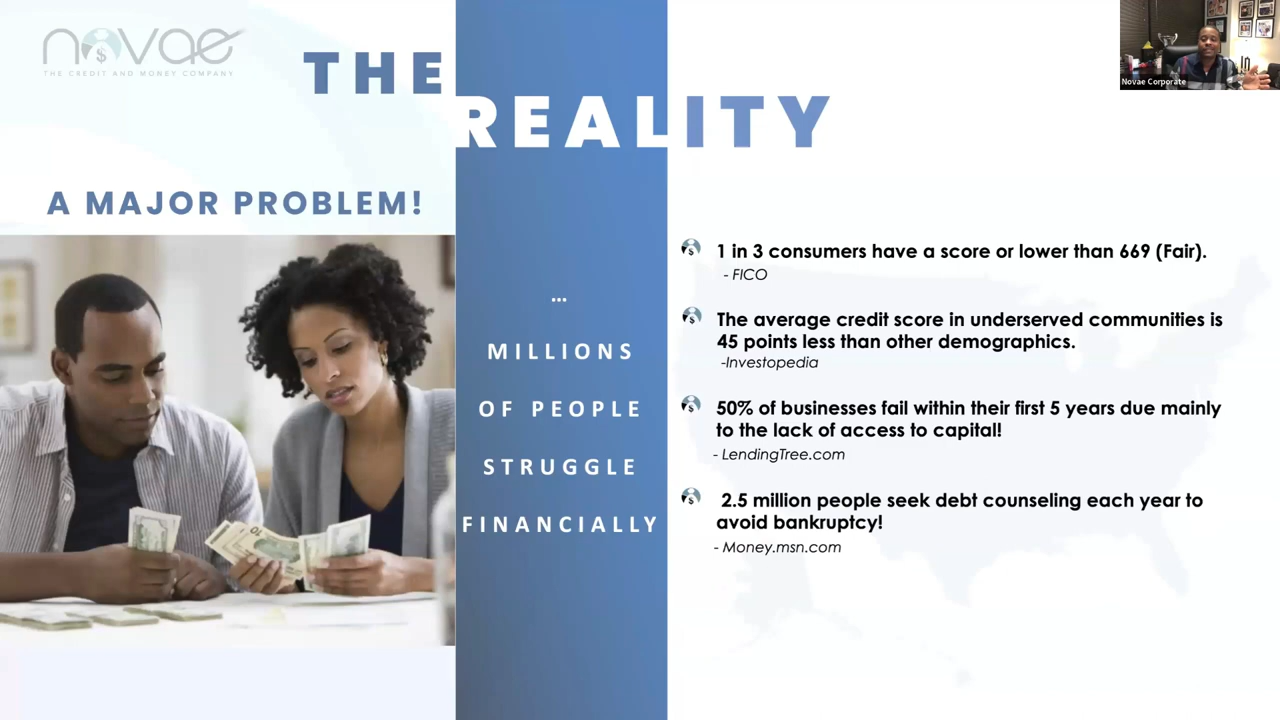 novae
THE CREDIT AND MONEY COMPANY
THE
REALITY
A MAJOR PROBLEM!
...
MILLIONS
OF PEOPLE
STRUGGLE
FINANCIALLY
1 in 3 consumers have a score or lower than 669 (Fair).
- FICO
The average credit score in underserved communities is
45 points less than other demographics.
-Investopedia
50% of businesses fail within their first 5 years due mainly
to the lack of access to capital!
- LendingTree.com
2.5 million people seek debt counseling each year to
avoid bankruptcy!
- Money.msn.com
Novae Corporate